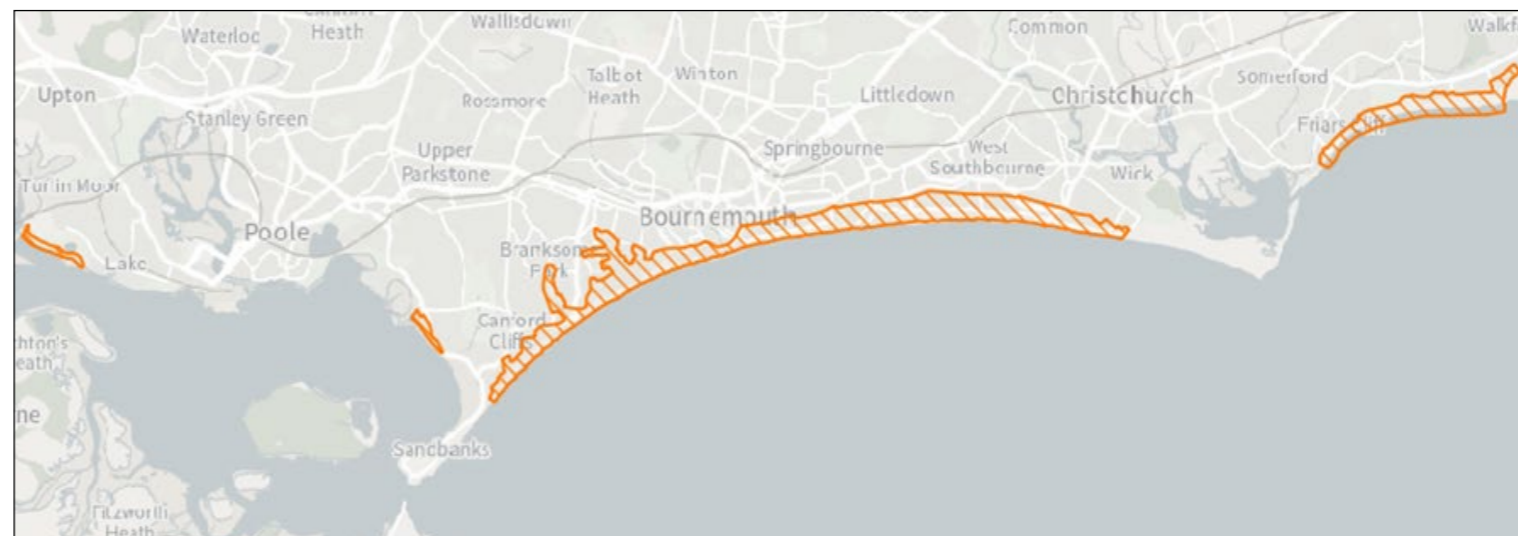 Wallisdown
Heath
Waterloo
Common
Upton
Talbot
Heath
Winton
Somerford
Rossmore
Littledown
Christchurch
Stanley Green
Friars Cliff
Upper
Parkstone
Springbourne
West
Southbourne
Wick
Turlin Moor
Bournemouth
Poole
Branksome
Park
Lake
Canford
Cliffs
Sandbanks
Heath